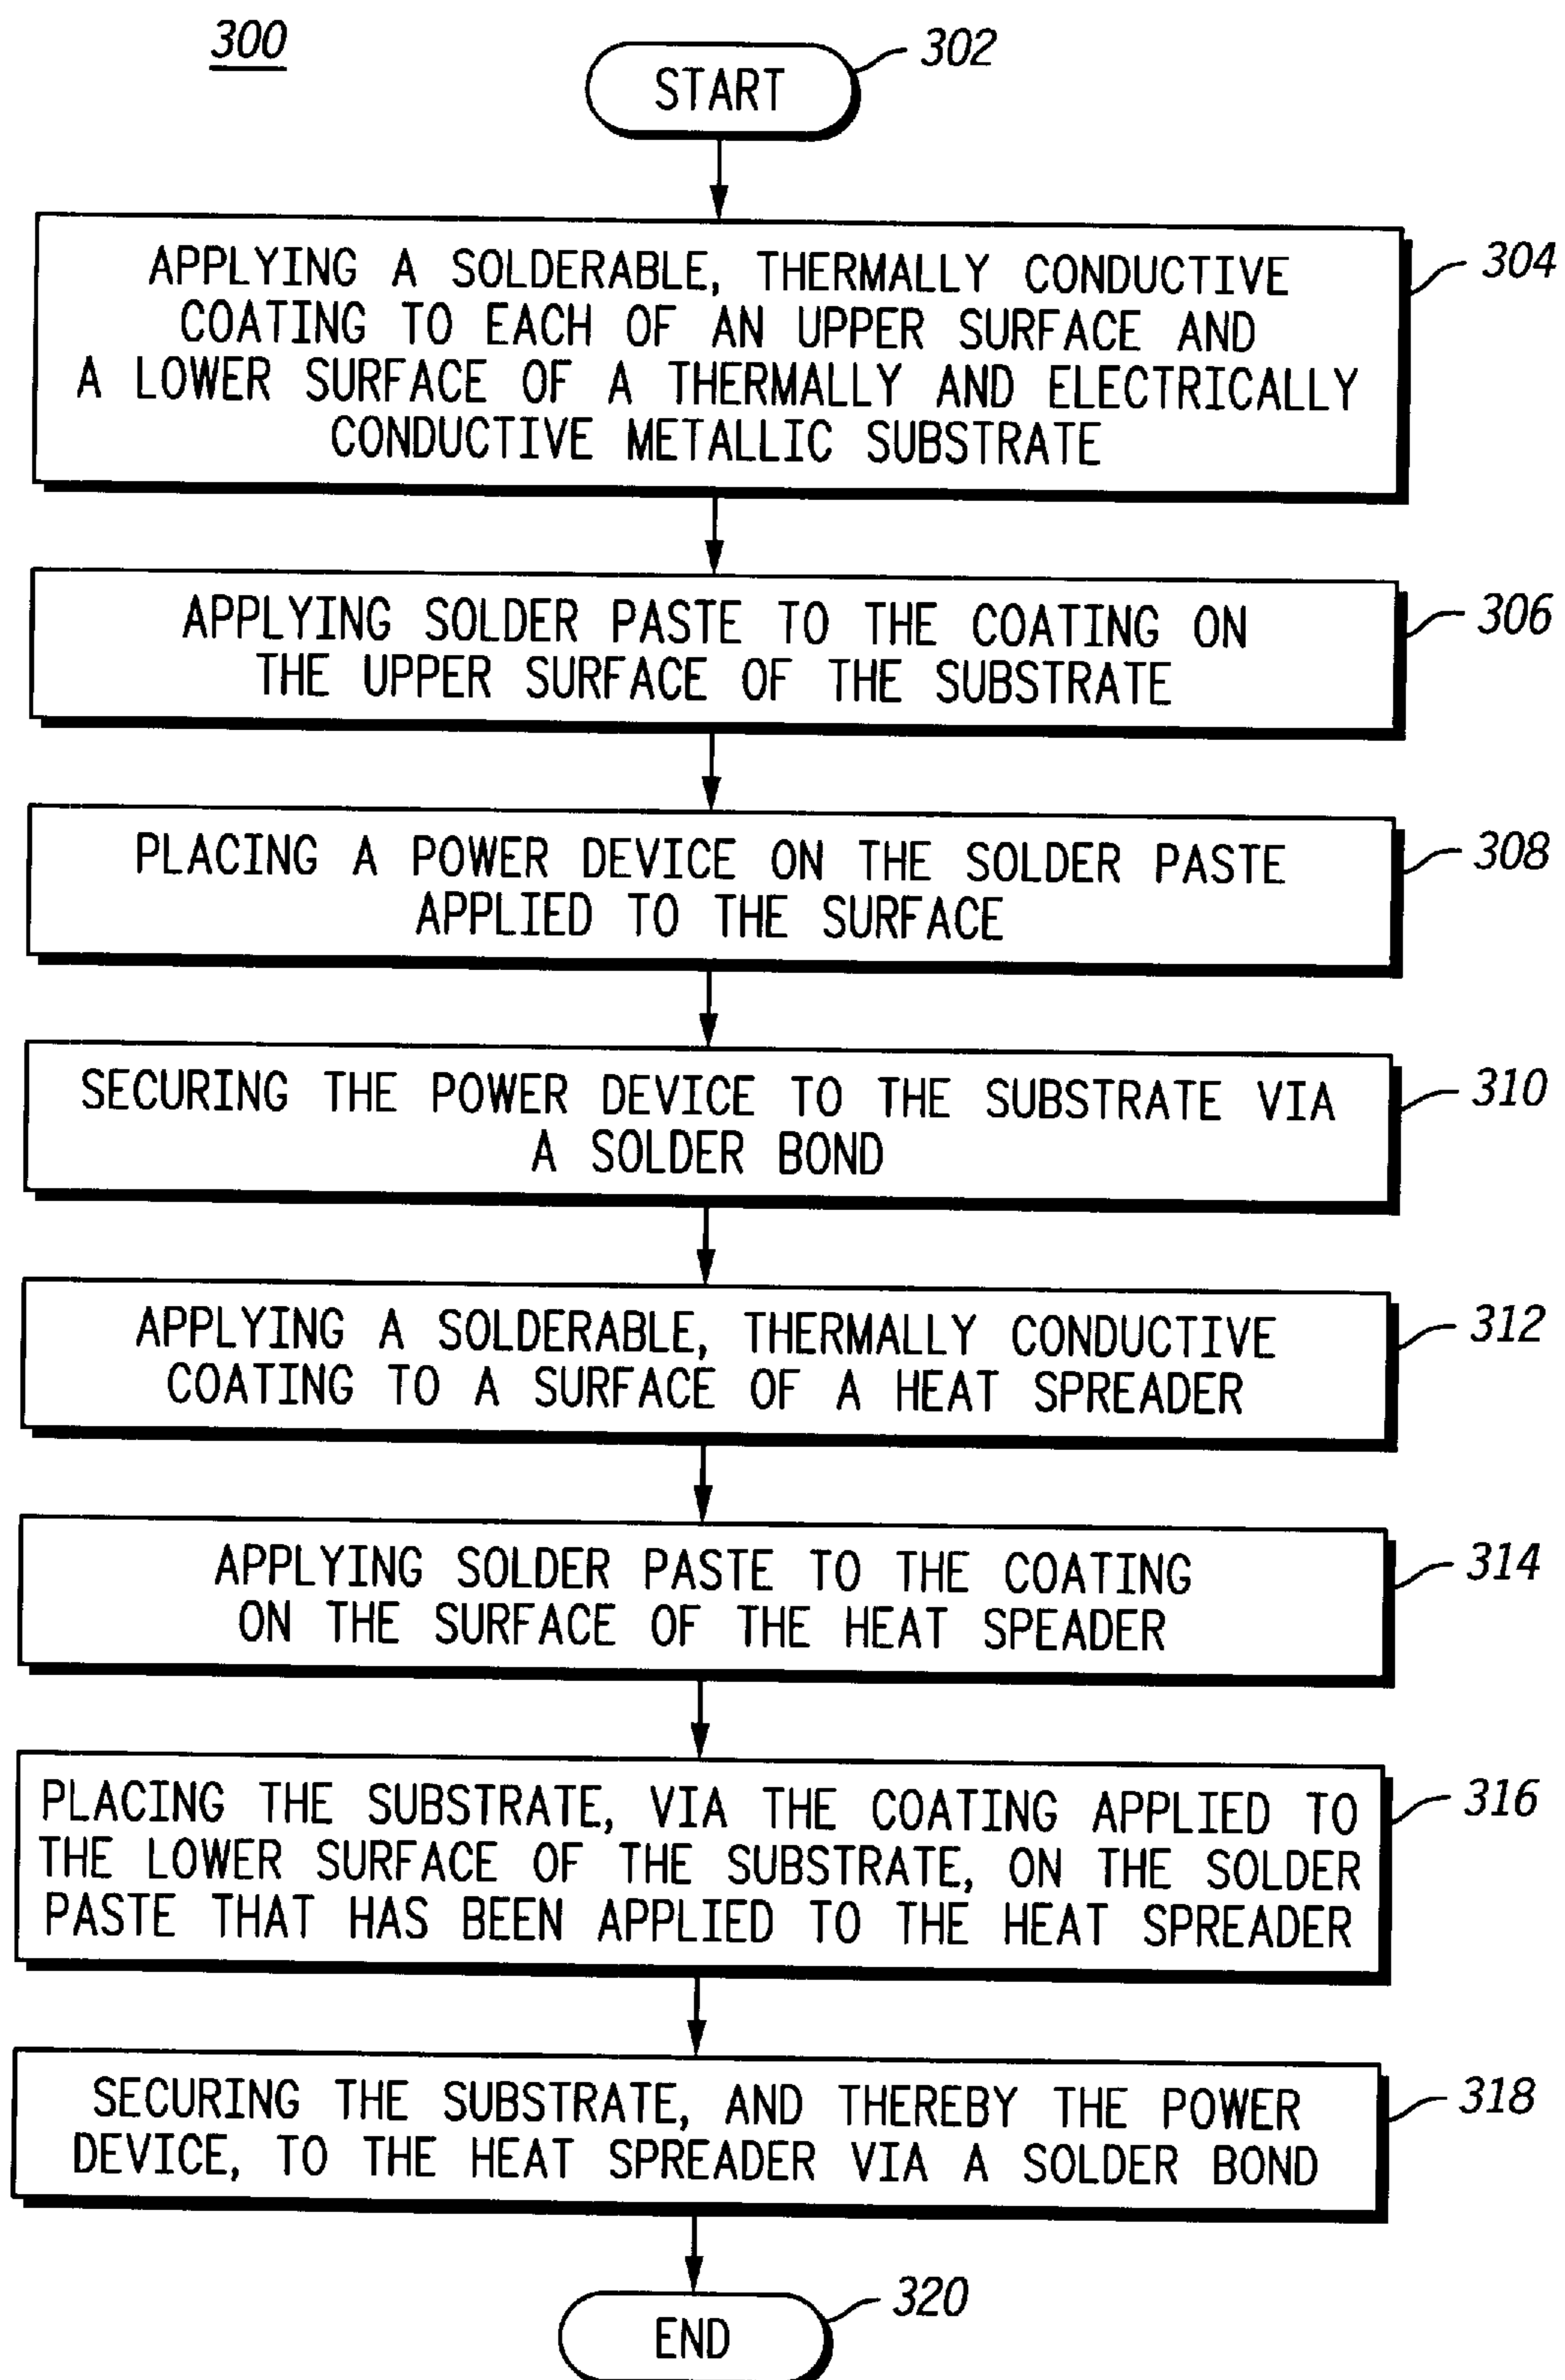 300
START
302
APPLYING A SOLDERABLE, THERMALLY CONDUCTIVE
COATING TO EACH OF AN UPPER SURFACE AND
A LOWER SURFACE OF A THERMALLY AND ELECTRICALLY
CONDUCTIVE METALLIC SUBSTRATE
304
APPLYING SOLDER PASTE TO THE COATING ON
THE UPPER SURFACE OF THE SUBSTRATE
306
PLACING A POWER DEVICE ON THE SOLDER PASTE
APPLIED TO THE SURFACE
308
SECURING THE POWER DEVICE TO THE SUBSTRATE VIA
A SOLDER BOND
310
APPLYING A SOLDERABLE, THERMALLY CONDUCTIVE
COATING TO A SURFACE OF A HEAT SPREADER
312
APPLYING SOLDER PASTE TO THE COATING
ON THE SURFACE OF THE HEAT SPEADER
314
PLACING THE SUBSTRATE, VIA THE COATING APPLIED TO
THE LOWER SURFACE OF THE SUBSTRATE, ON THE SOLDER
PASTE THAT HAS BEEN APPLIED TO THE HEAT SPREADER
316
SECURING THE SUBSTRATE, AND THEREBY THE POWER
DEVICE, TO THE HEAT SPREADER VIA A SOLDER BOND
318
END
320